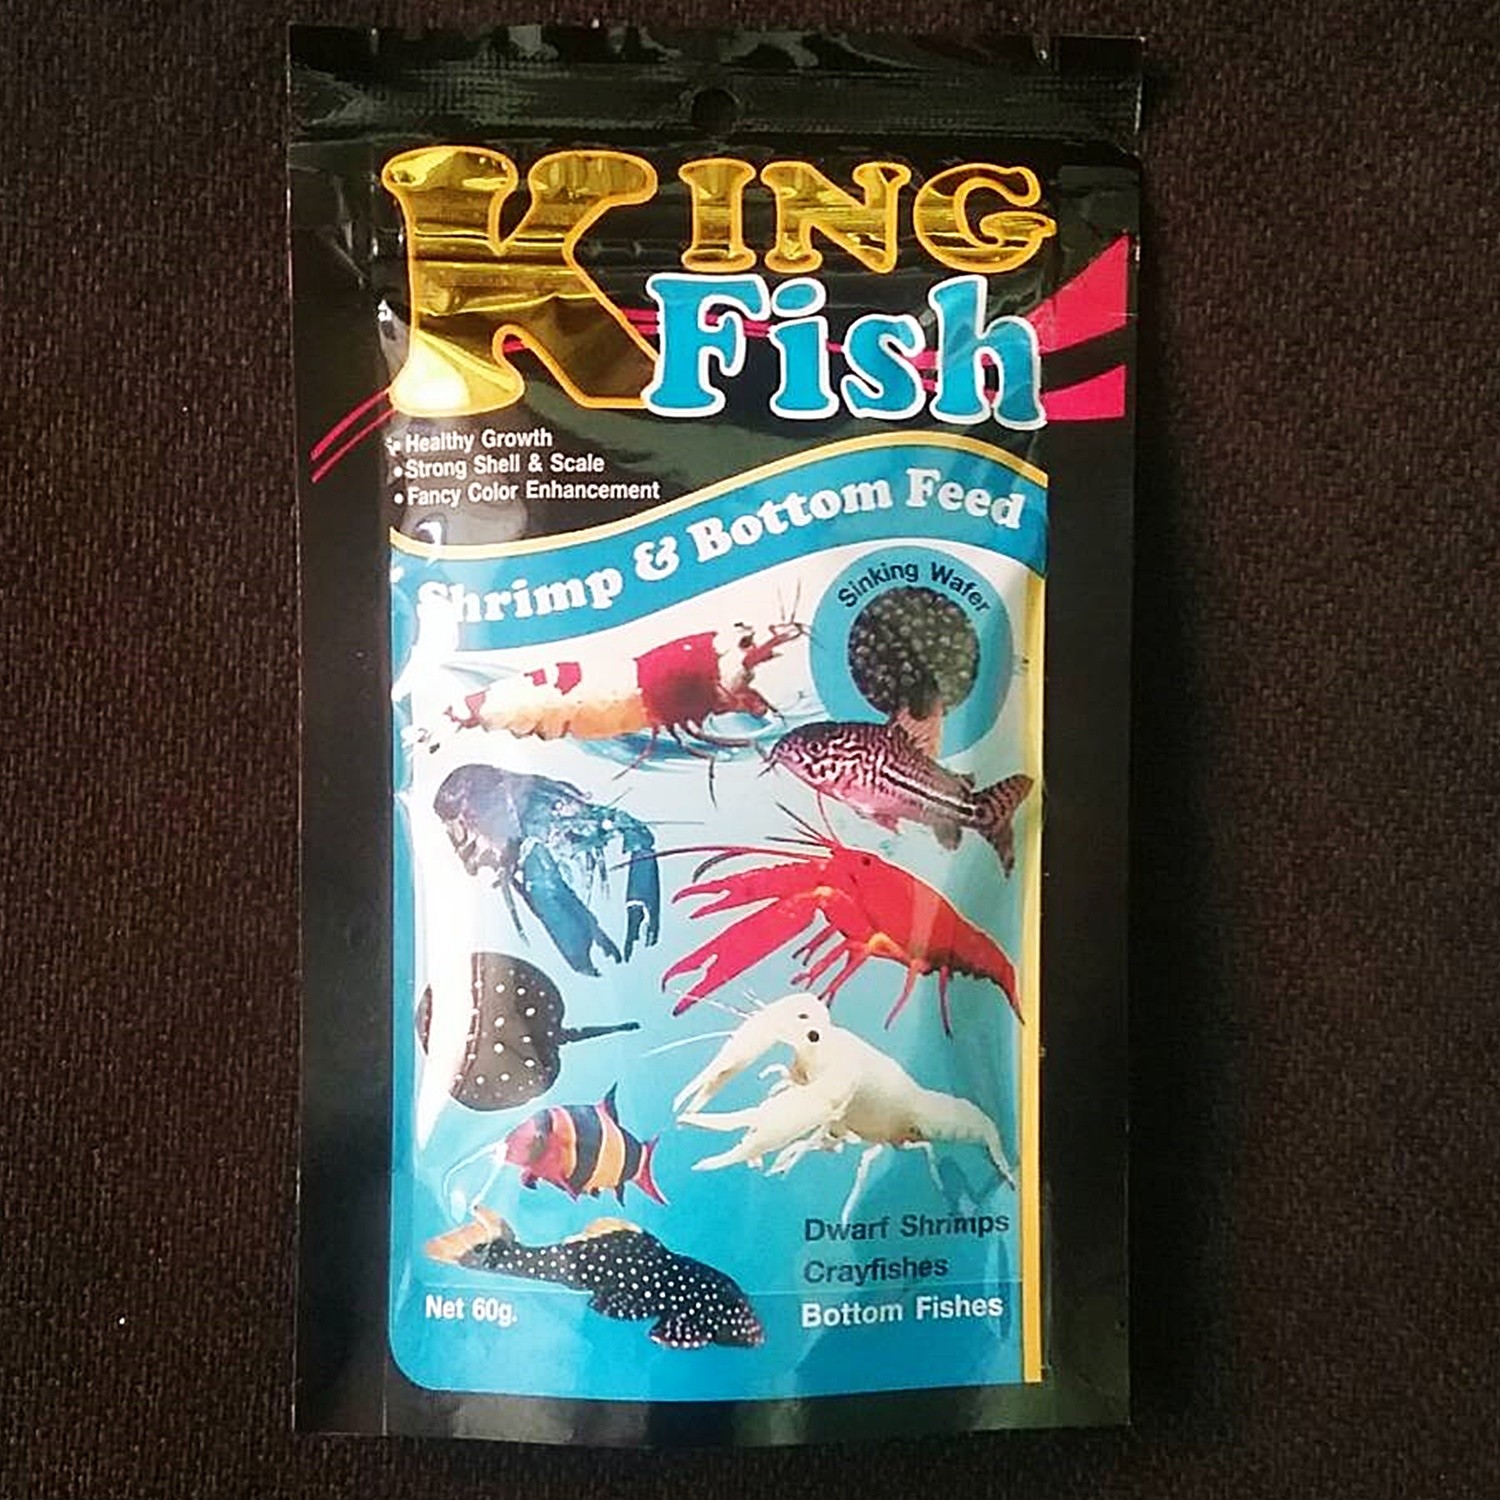 KING
Fish
• Healthy Growth
• Strong Shell & Scale
• Fancy Color Enhancement
Shrimp & Bottom Feed
Sinking Wafer
Dwarf Shrimps
Crayfishes
Bottom Fishes
Net 60g.